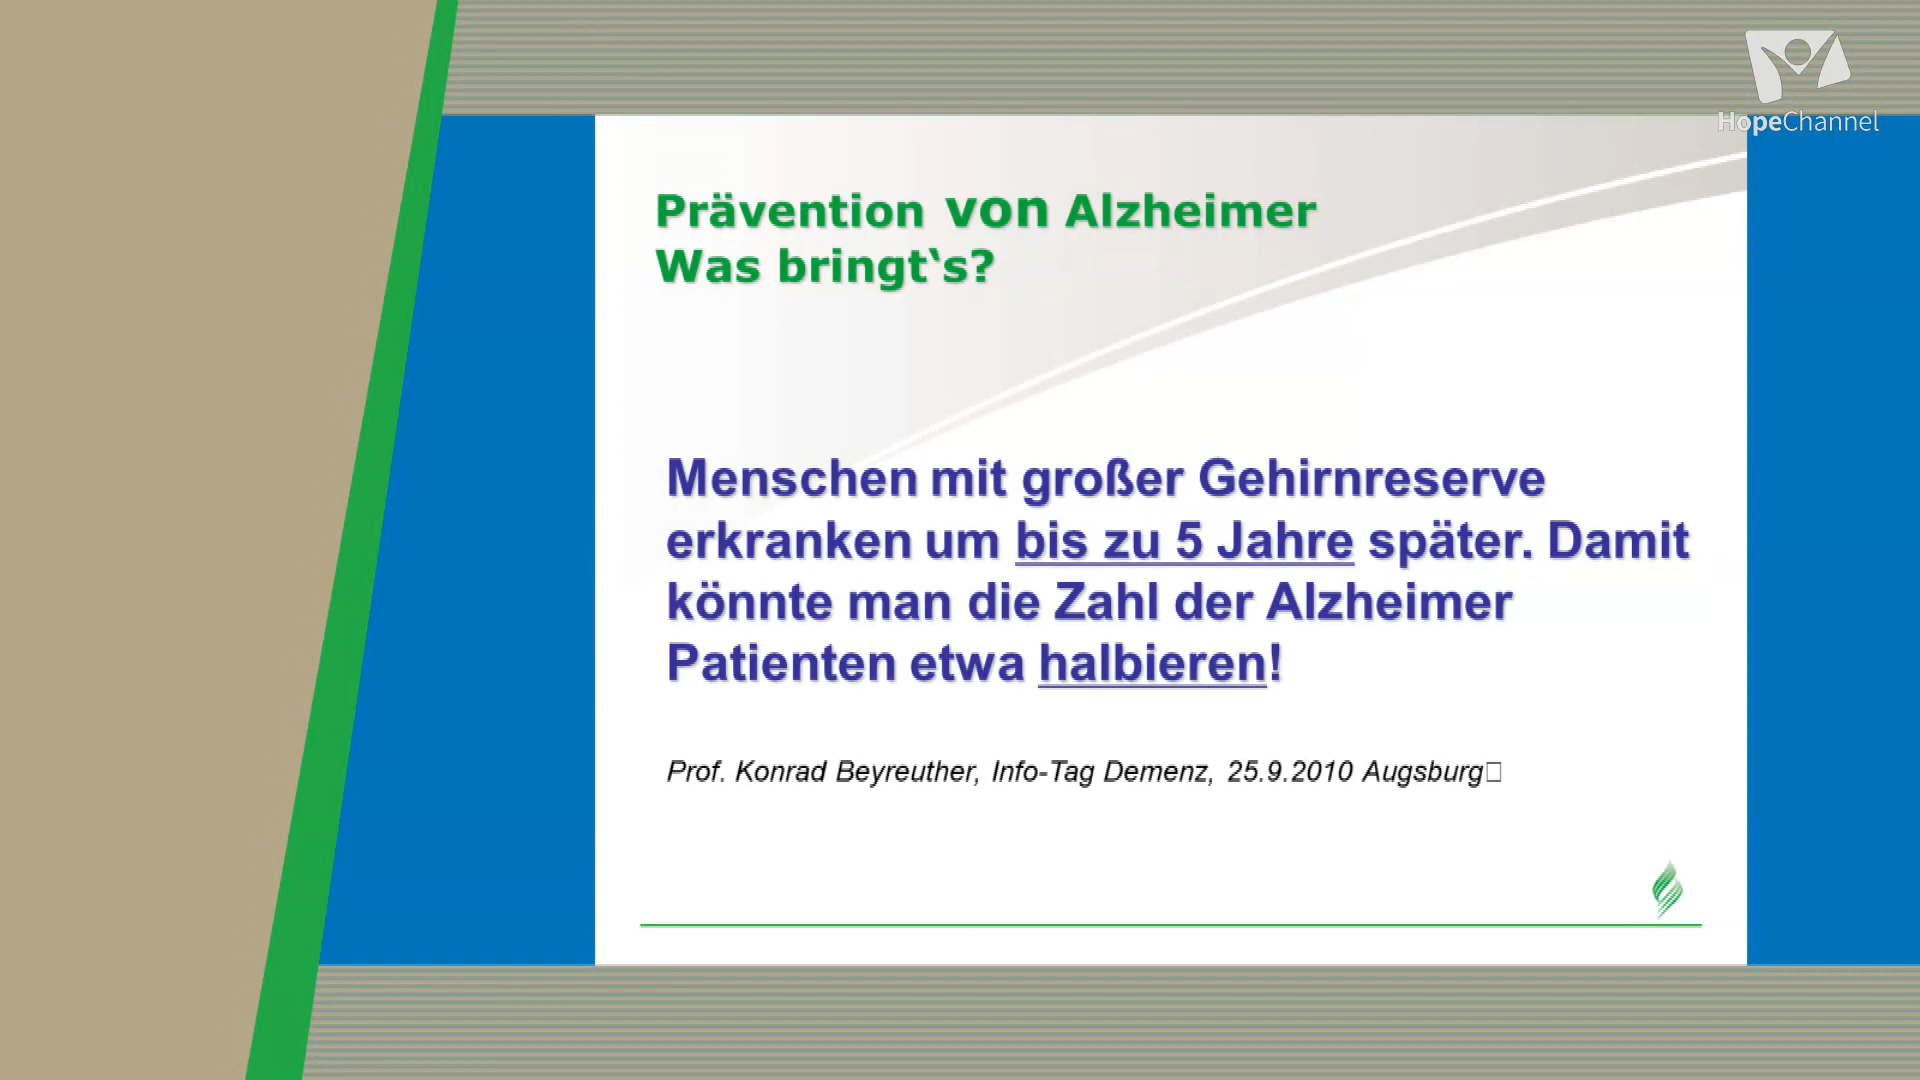 HopeChannel
Prävention von Alzheimer
Was bringt‘s?
Menschen mit großer Gehirnreserve
erkranken um bis zu 5 Jahre später. Damit
könnte man die Zahl der Alzheimer
Patienten etwa halbieren!
Prof. Konrad Beyreuther, Info-Tag Demenz, 25.9.2010 Augsburg